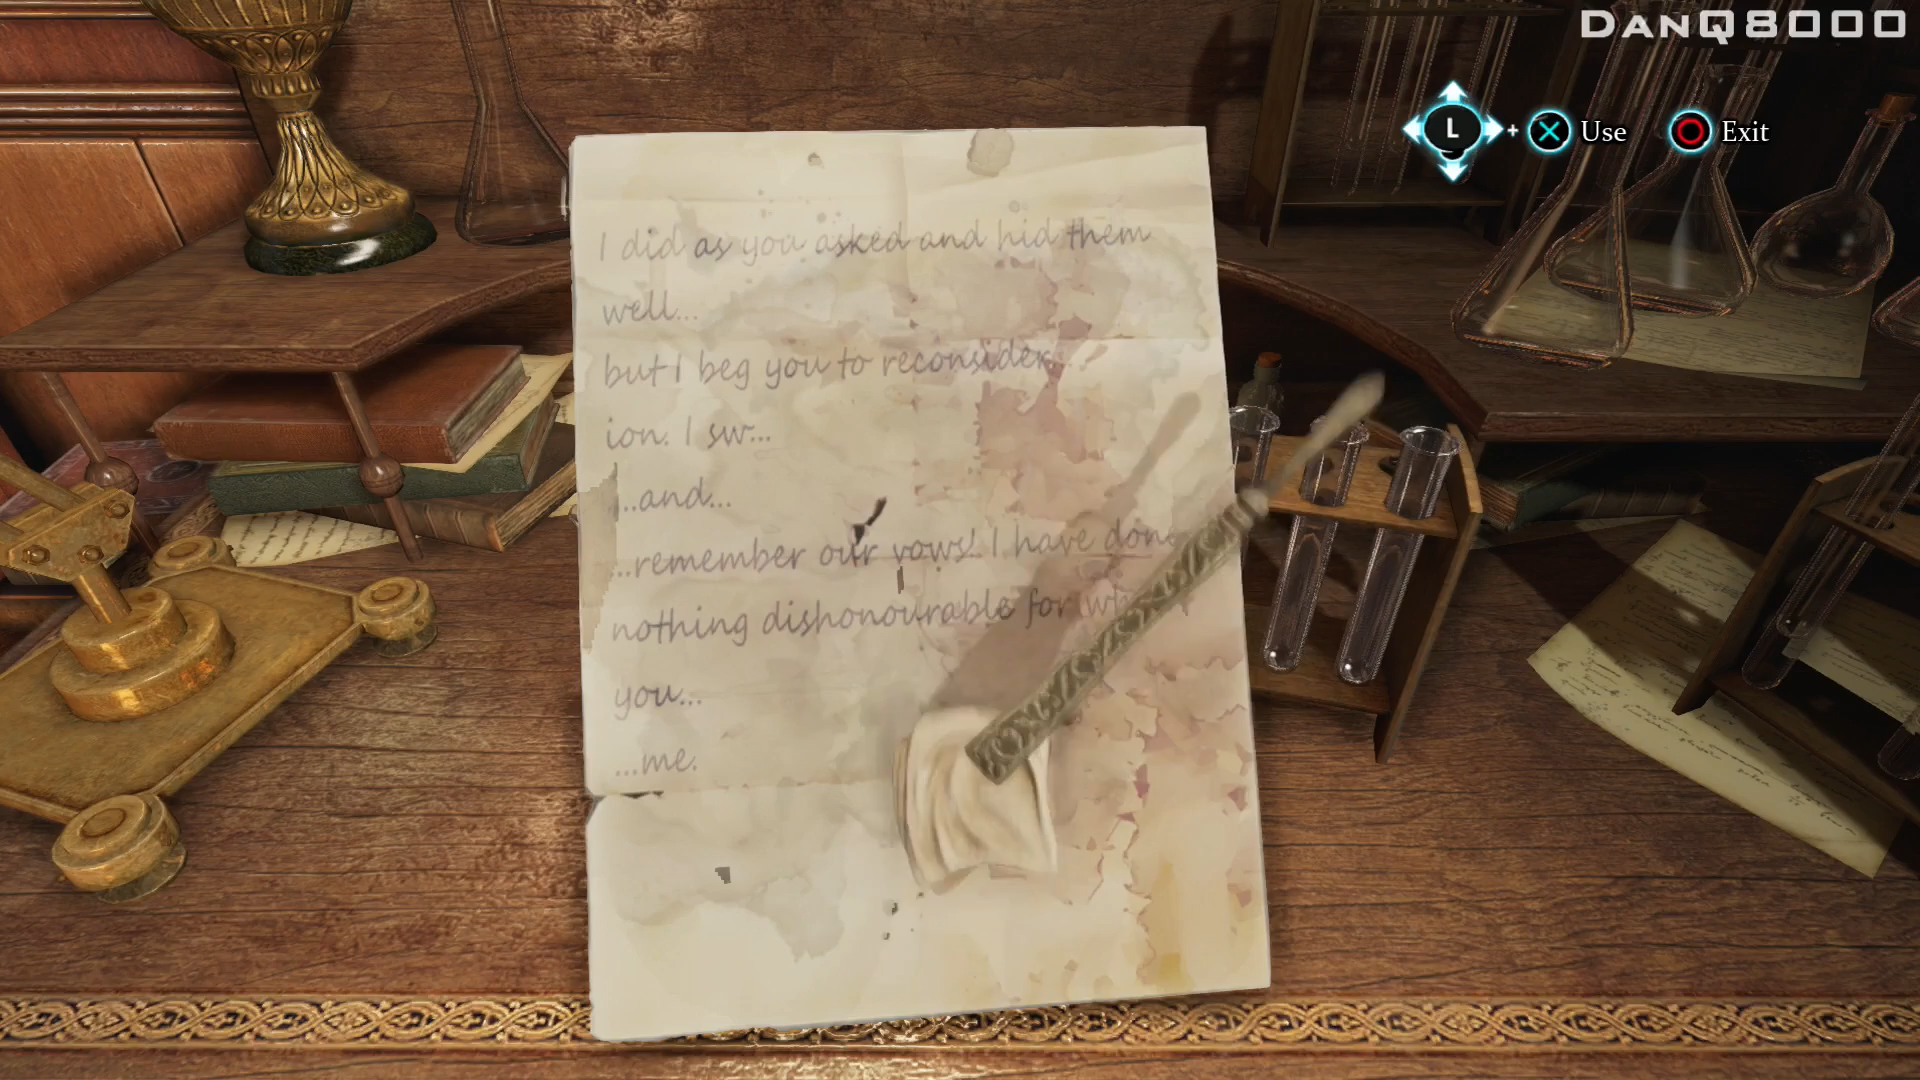 DanQ8000
L + Use Exit
I did as you asked and hid them
well...
but I beg you to reconsider...
ion. I sw...
...and...
...remember our vows! I have done
nothing dishonourable for
you...
...me.